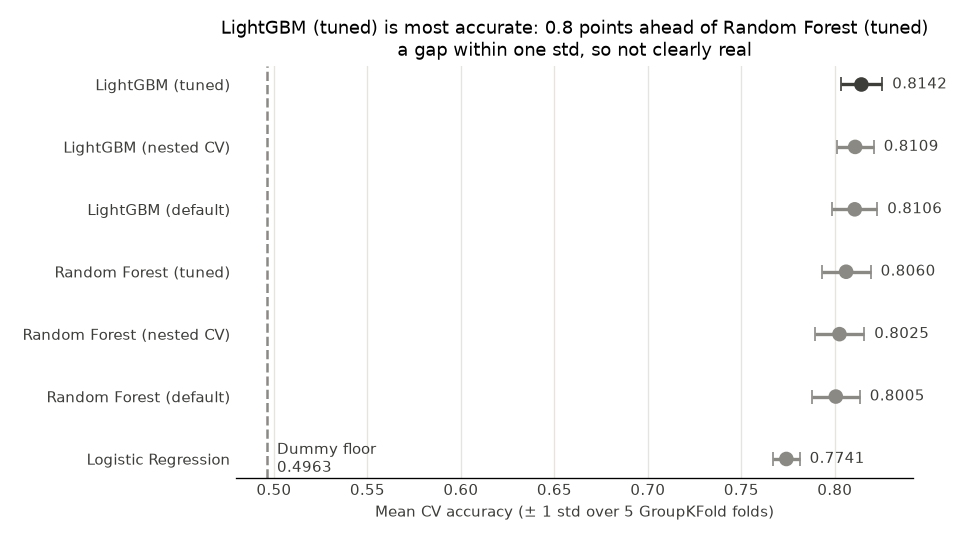 LightGBM (tuned) is most accurate: 0.8 points ahead of Random Forest (tuned)
a gap within one std, so not clearly real
LightGBM (tuned) 0.8142
LightGBM (nested CV) 0.8109
LightGBM (default) 0.8106
Random Forest (tuned) 0.8060
Random Forest (nested CV) 0.8025
Random Forest (default) 0.8005
Logistic Regression 0.7741
Dummy floor
0.4963
0.50 0.55 0.60 0.65 0.70 0.75 0.80
Mean CV accuracy (± 1 std over 5 GroupKFold folds)